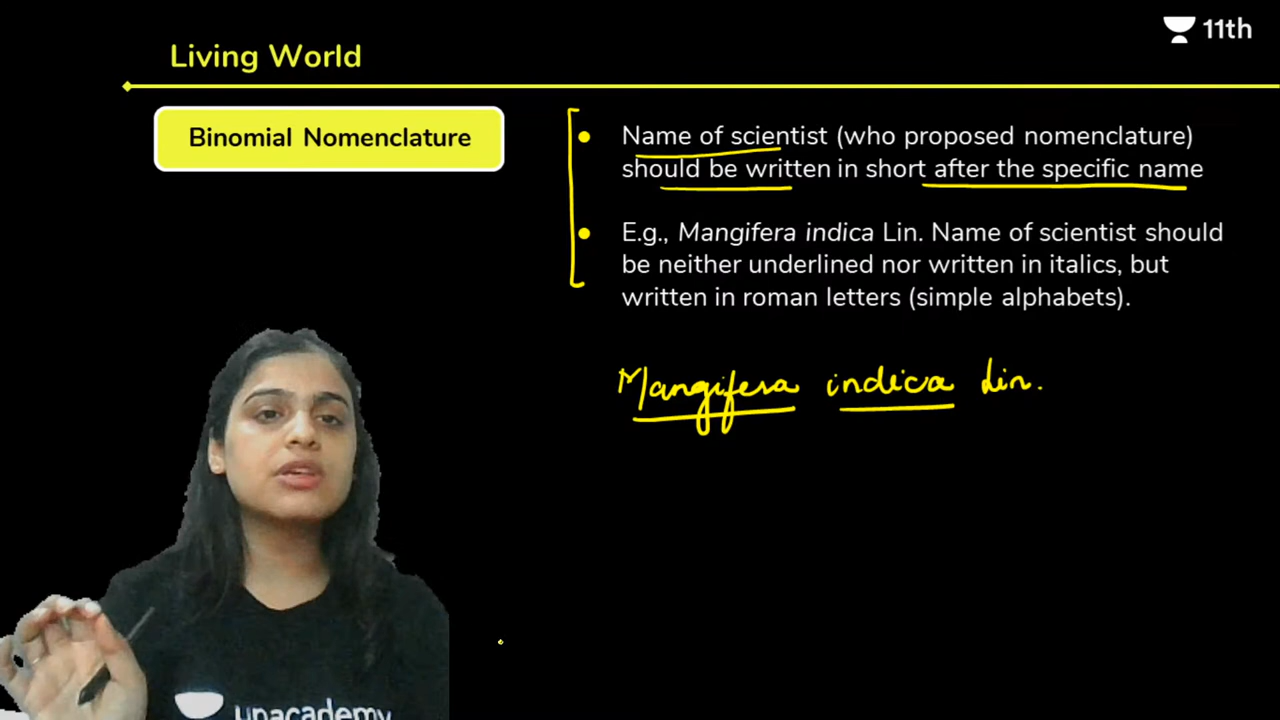 Living World
11th
Binomial Nomenclature
• Name of scientist (who proposed nomenclature)
should be written in short after the specific name
• E.g., Mangifera indica Lin. Name of scientist should
be neither underlined nor written in italics, but
written in roman letters (simple alphabets).
Mangifera indica Lin.
unacademy